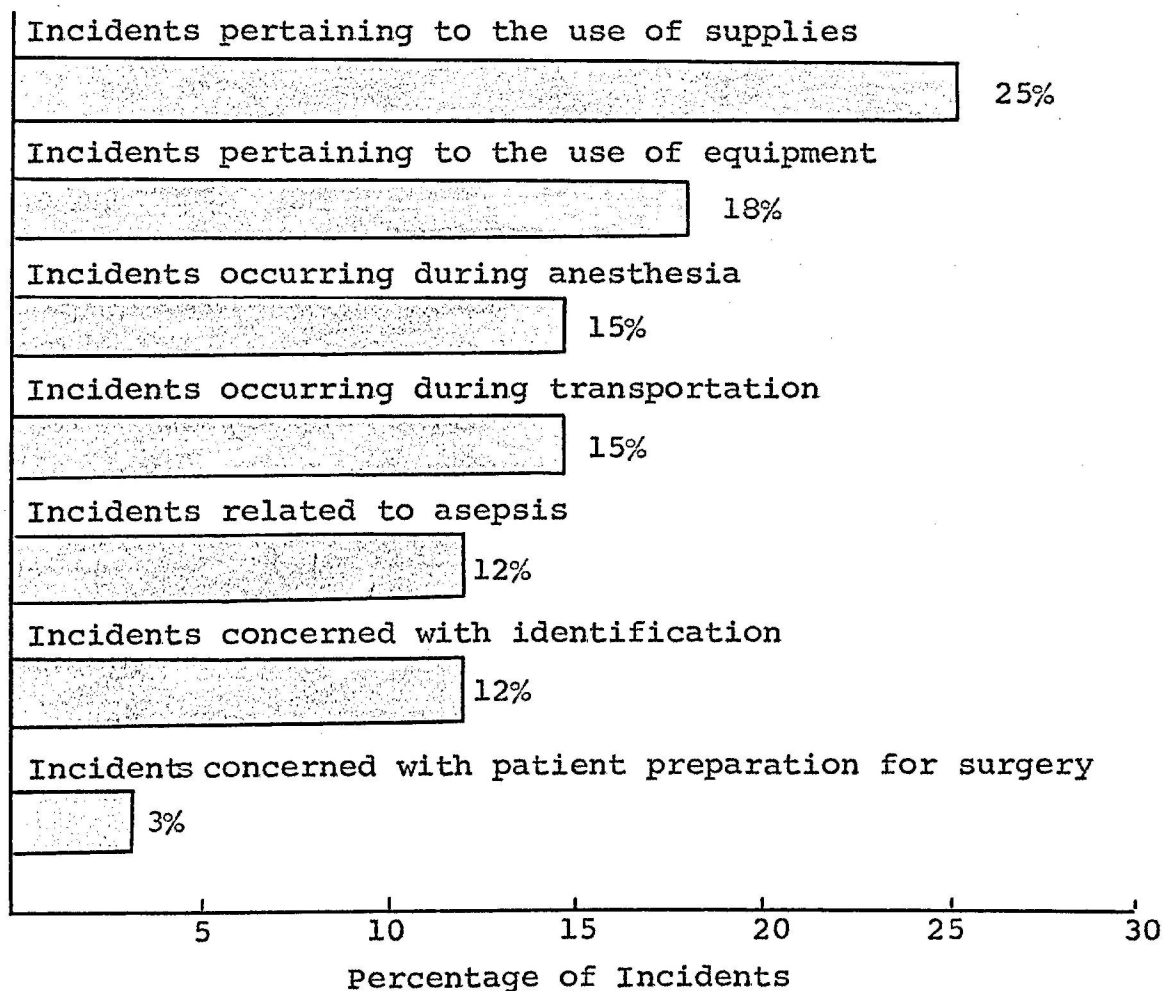 Incidents pertaining to the use of supplies
25%
Incidents pertaining to the use of equipment
18%
Incidents occurring during anesthesia
15%
Incidents occurring during transportation
15%
Incidents related to asepsis
12%
Incidents concerned with identification
12%
Incidents concerned with patient preparation for surgery
3%
5 10 15 20 25 30
Percentage of Incidents